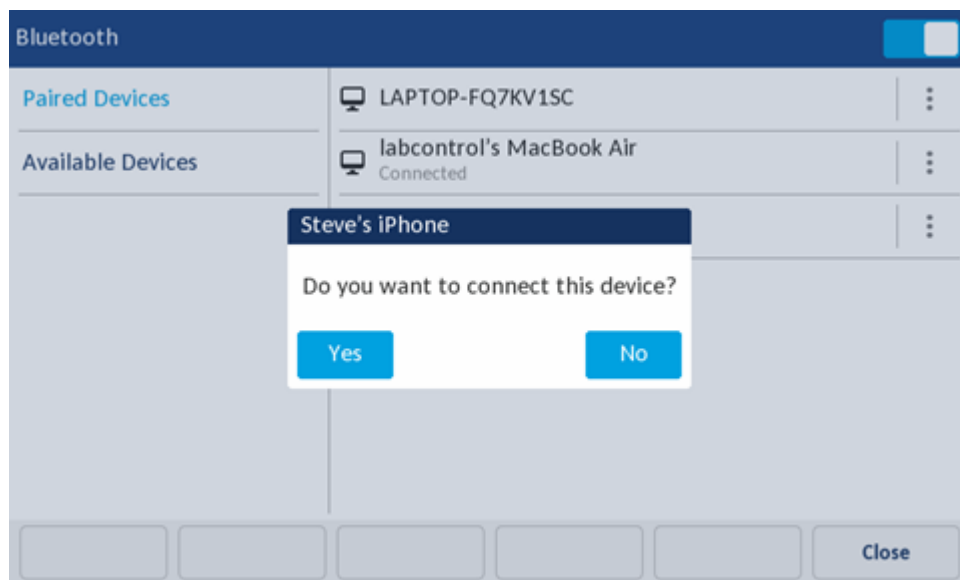 Bluetooth
Paired Devices
LAPTOP-FQ7KV1SC
Available Devices
labcontrol's MacBook Air
Connected
Steve's iPhone
Do you want to connect this device?
Yes
No
Close